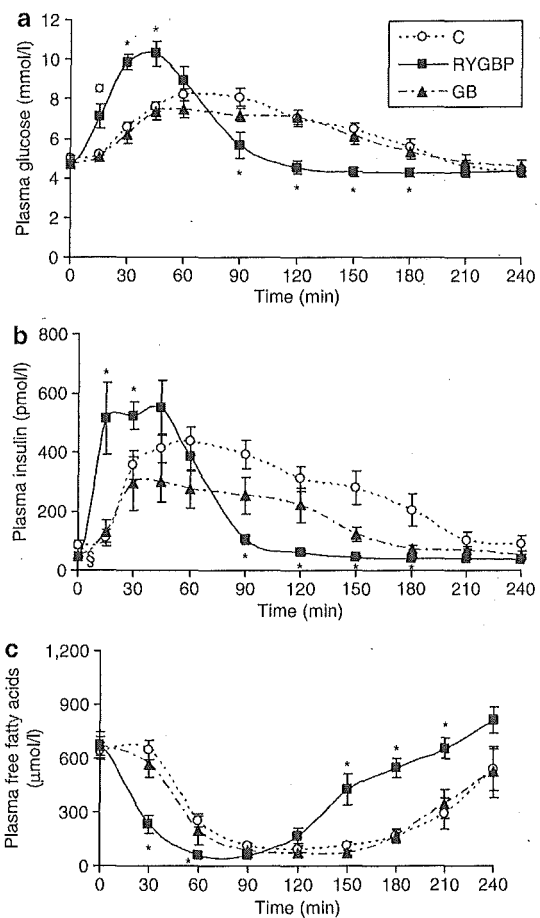 a
Plasma glucose (mmol/l)
12
10
8
6
4
2
0
* *
§
* * * *
C
RYGBP
GB
0 30 60 90 120 150 180 210 240
Time (min)
b
Plasma insulin (pmol/l)
800
600
400
200
0
* *
§
* * * *
0 30 60 90 120 150 180 210 240
Time (min)
c
Plasma free fatty acids
(μmol/l)
1,200
900
600
300
0
* *
* * *
0 30 60 90 120 150 180 210 240
Time (min)